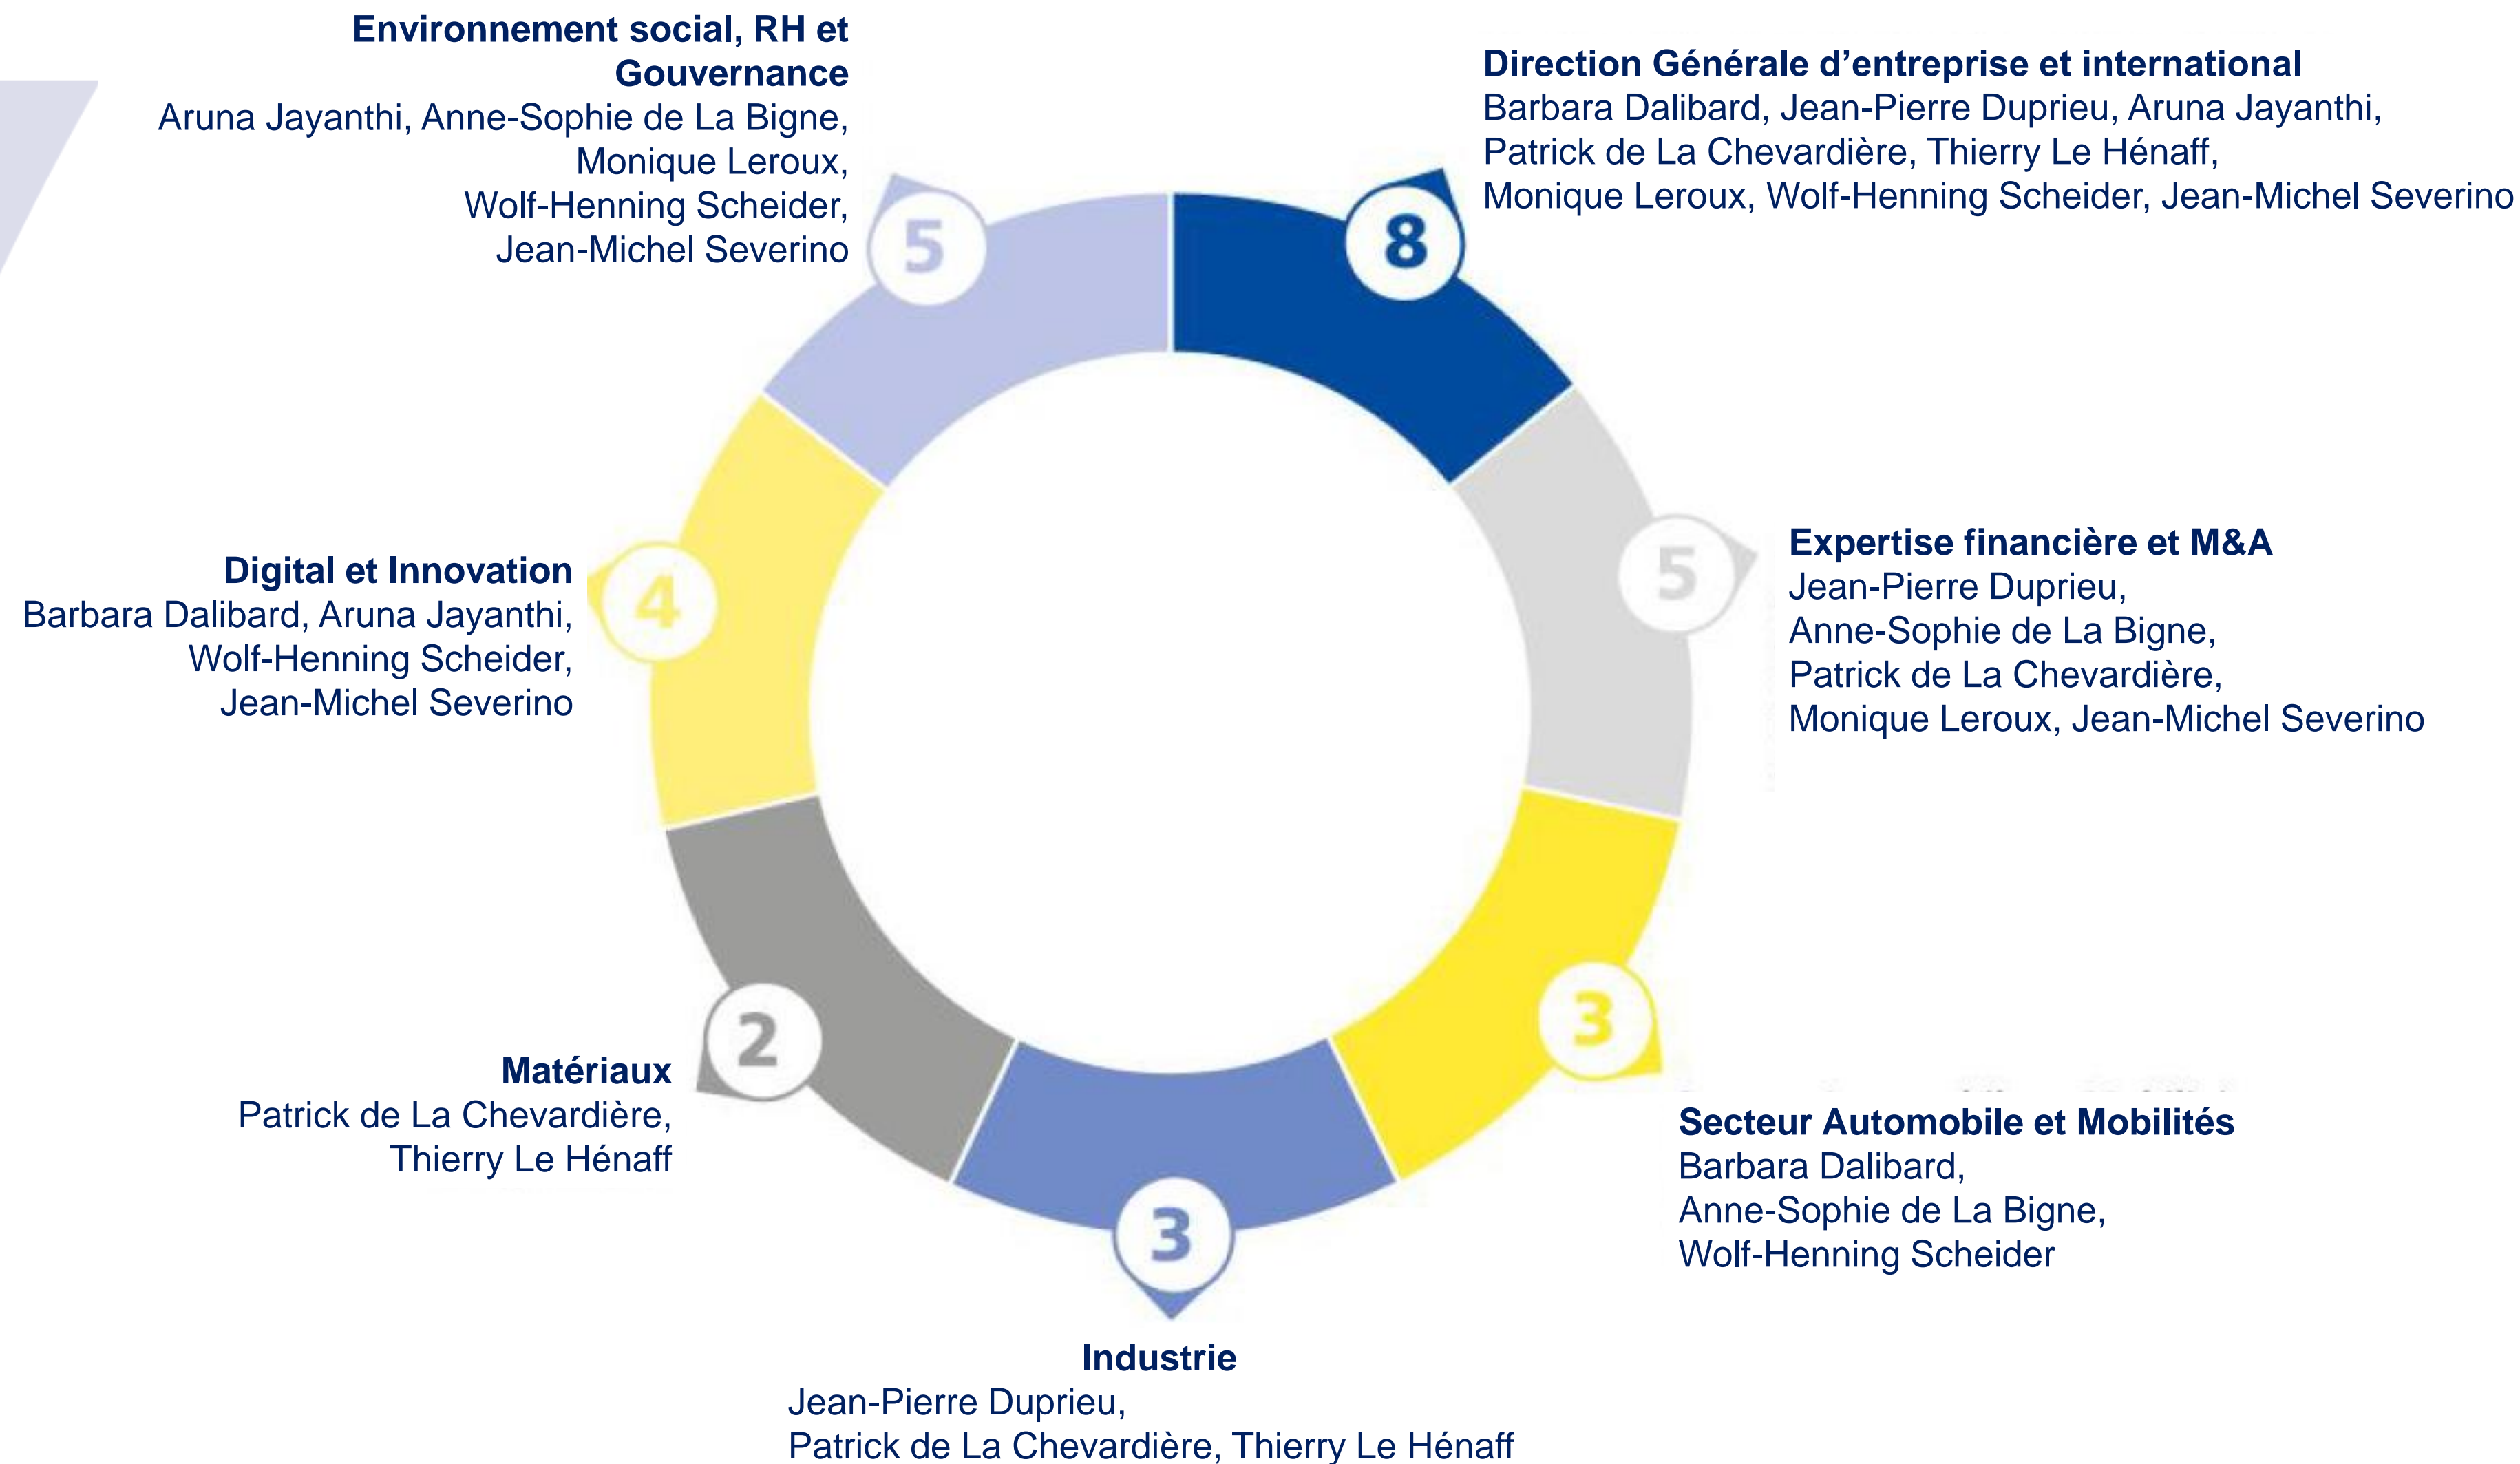 Environnement social, RH et
Gouvernance
Aruna Jayanthi, Anne-Sophie de La Bigne,
Monique Leroux,
Wolf-Henning Scheider,
Jean-Michel Severino
5
Direction Générale d’entreprise et international
Barbara Dalibard, Jean-Pierre Duprieu, Aruna Jayanthi,
Patrick de La Chevardière, Thierry Le Hénaff,
Monique Leroux, Wolf-Henning Scheider, Jean-Michel Severino
8
Digital et Innovation
Barbara Dalibard, Aruna Jayanthi,
Wolf-Henning Scheider,
Jean-Michel Severino
4
5
Expertise financière et M&A
Jean-Pierre Duprieu,
Anne-Sophie de La Bigne,
Patrick de La Chevardière,
Monique Leroux, Jean-Michel Severino
2
Matériaux
Patrick de La Chevardière,
Thierry Le Hénaff
3
Secteur Automobile et Mobilités
Barbara Dalibard,
Anne-Sophie de La Bigne,
Wolf-Henning Scheider
3
Industrie
Jean-Pierre Duprieu,
Patrick de La Chevardière, Thierry Le Hénaff